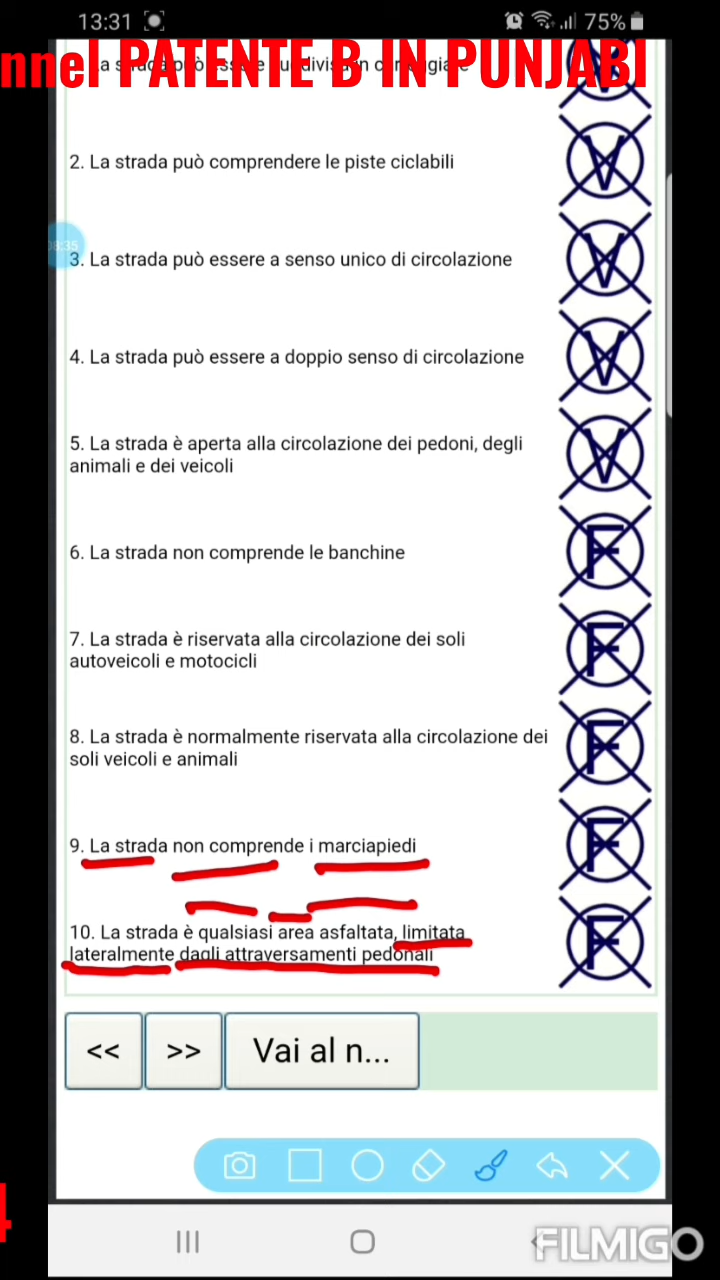 13:31
75%
nnel PATENTE B IN PUNJABI
2. La strada può comprendere le piste ciclabili
V
08:35
3. La strada può essere a senso unico di circolazione
V
4. La strada può essere a doppio senso di circolazione
V
5. La strada è aperta alla circolazione dei pedoni, degli
animali e dei veicoli
V
6. La strada non comprende le banchine
F
7. La strada è riservata alla circolazione dei soli
autoveicoli e motocicli
F
8. La strada è normalmente riservata alla circolazione dei
soli veicoli e animali
F
9. La strada non comprende i marciapiedi
F
10. La strada è qualsiasi area asfaltata, limitata
lateralmente dagli attraversamenti pedonali
F
<<
>>
Vai al n...
4
FILMIGO